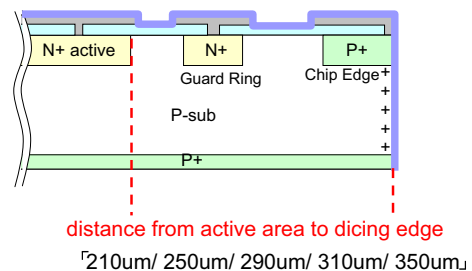 N+ active
N+
P+
Guard Ring
Chip Edge
+
+
P-sub
+
+
+
P+
distance from active area to dicing edge
「210um/ 250um/ 290um/ 310um/ 350um」